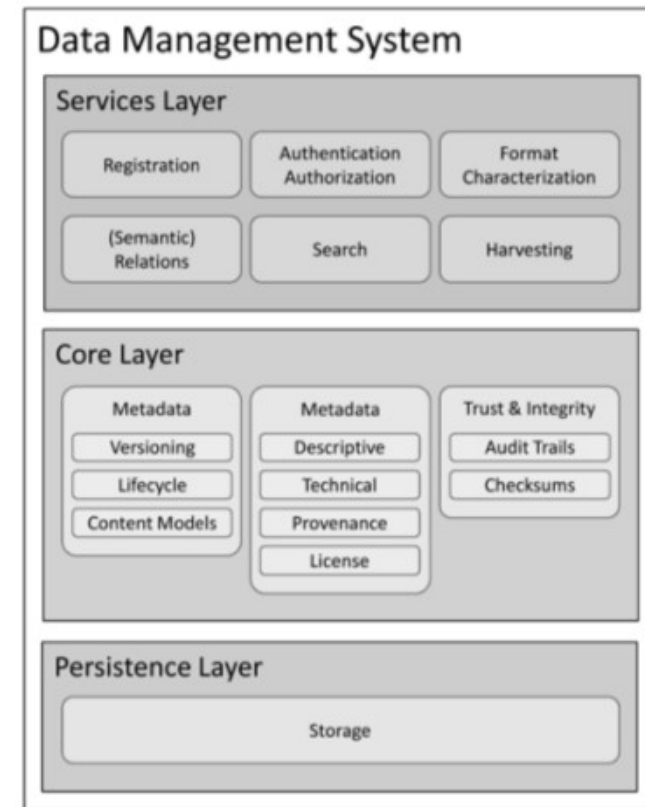 Data Management System
Services Layer
Registration
Authentication
Authorization
Format
Characterization
(Semantic)
Relations
Search
Harvesting
Core Layer
Metadata
Versioning
Lifecycle
Content Models
Metadata
Descriptive
Technical
Provenance
License
Trust & Integrity
Audit Trails
Checksums
Persistence Layer
Storage